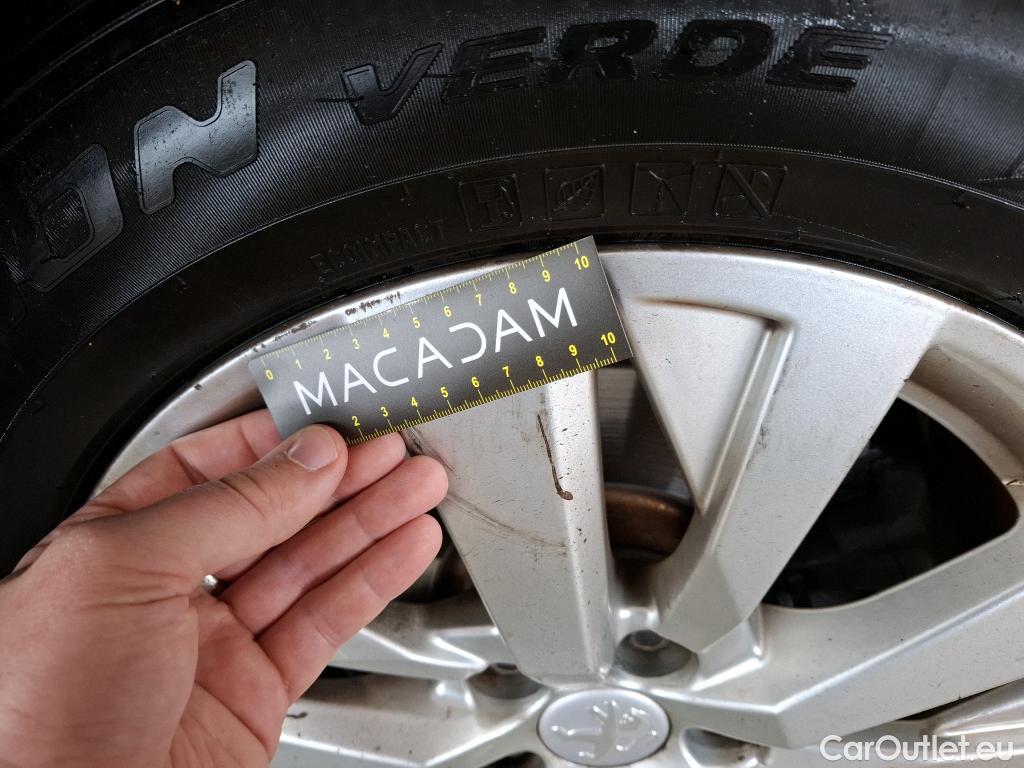 ON VERDE
ECOIMPACT
0 1 2 3 4 5 6 7 8 9 10
MACADAM
2 3 4 5 6 7 8 9 10
CarOutlet.eu